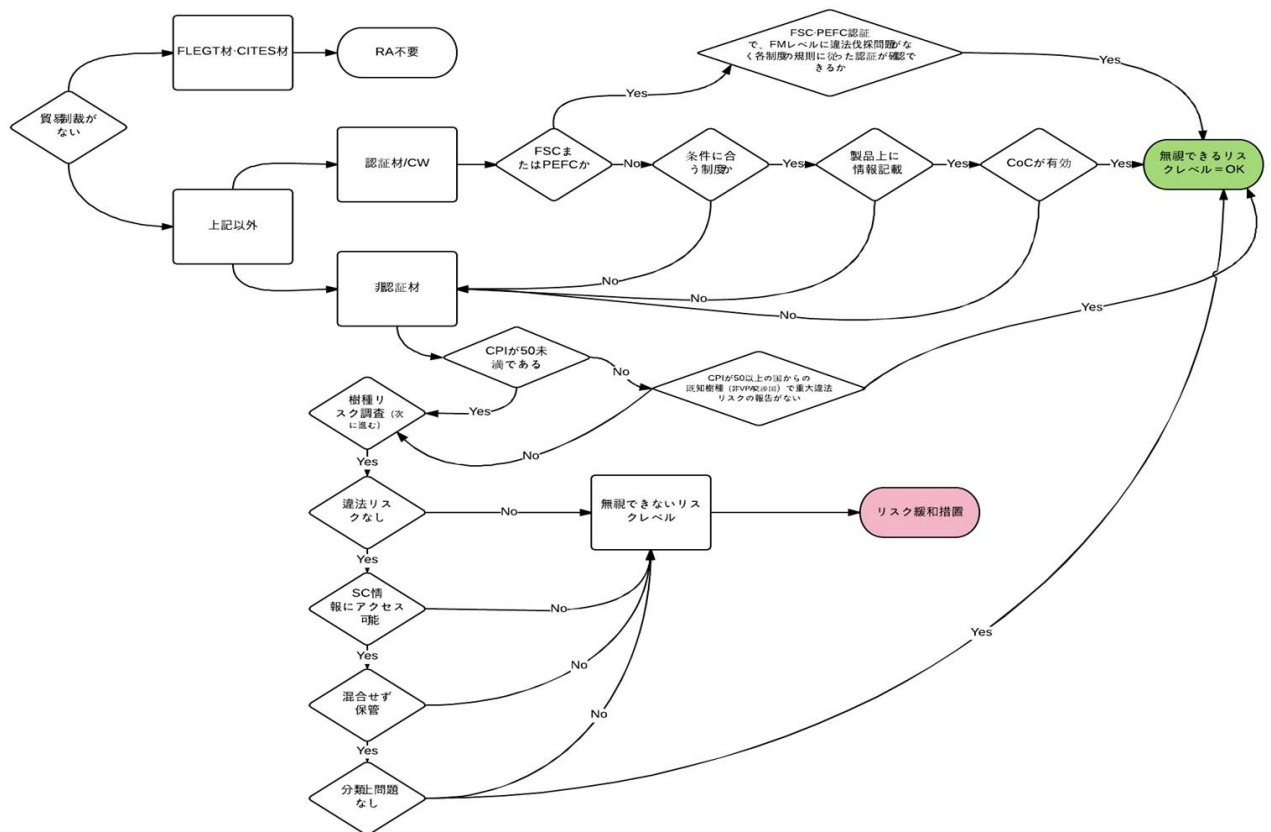 FLEGT材・CITES材
RA不要
FSC・PEFC認証
で、FMレベルに違法伐採問題がな
く各制度の規則に従った認証が確認で
きるか
Yes
Yes
貿易制裁が
ない
認証材/CW
FSCま
たはPEFCか
No
条件に合
う制度か
Yes
製品上に
情報記載
Yes
CoCが有効
Yes
無視できるリス
クレベル＝OK
上記以外
非認証材
No
No
No
Yes
CPIが50未
満である
No
CPIが50以上の国からの
既知樹種（非VPA交渉国）で重大違法
リスクの報告がない
Yes
樹種リ
スク調査（次
に進む）
No
Yes
違法リス
クなし
No
無視できないリス
クレベル
リスク緩和措置
Yes
SC情
報にアクセス
可能
No
Yes
混合せず
保管
No
Yes
Yes
分類上問題
なし
No